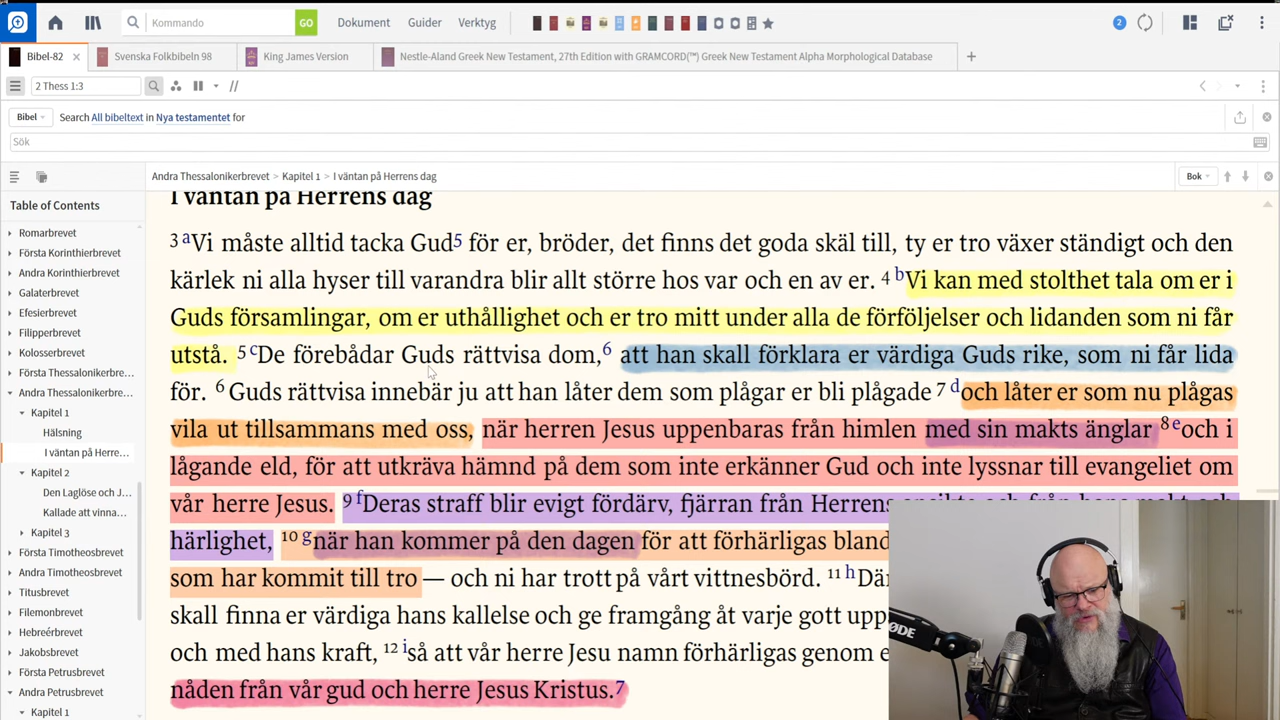 Kommando
GO
Dokument
Guider
Verktyg
2
Bibel-82
Svenska Folkbibeln 98
King James Version
Nestle-Aland Greek New Testament, 27th Edition with GRAMCORD(™) Greek New Testament Alpha Morphological Database
2 Thess 1:3
Bibel
Search All bibeltext in Nya testamentet for
Sök
Andra Thessalonikerbrevet > Kapitel 1 > I väntan på Herrens dag
Bok
Table of Contents
Romarbrevet
Första Korinthierbrevet
Andra Korinthierbrevet
Galaterbrevet
Efesierbrevet
Filipperbrevet
Kolosserbrevet
Första Thessalonikerbre...
Andra Thessalonikerbre...
Kapitel 1
Hälsning
I väntan på Herre...
Kapitel 2
Den Laglöse och J...
Kallade att vinna...
Kapitel 3
Första Timotheosbrevet
Andra Timotheosbrevet
Titusbrevet
Filemonbrevet
Hebreérbrevet
Jakobsbrevet
Första Petrusbrevet
Andra Petrusbrevet
Kapitel 1
I väntan på Herrens dag
3 aVi måste alltid tacka Gud5 för er, bröder, det finns det goda skäl till, ty er tro växer ständigt och den
kärlek ni alla hyser till varandra blir allt större hos var och en av er. 4 bVi kan med stolthet tala om er i
Guds församlingar, om er uthållighet och er tro mitt under alla de förföljelser och lidanden som ni får
utstå. 5 cDe förebådar Guds rättvisa dom,6 att han skall förklara er värdiga Guds rike, som ni får lida
för. 6 Guds rättvisa innebär ju att han låter dem som plågar er bli plågade 7 doch låter er som nu plågas
vila ut tillsammans med oss, när herren Jesus uppenbaras från himlen med sin makts änglar 8 eoch i
lågande eld, för att utkräva hämnd på dem som inte erkänner Gud och inte lyssnar till evangeliet om
vår herre Jesus. 9 fDeras straff blir evigt fördärv, fjärran från Herrens
härlighet, 10 gnär han kommer på den dagen för att förhärligas bland
som har kommit till tro — och ni har trott på vårt vittnesbörd. 11 h
skall finna er värdiga hans kallelse och ge framgång åt varje gott
och med hans kraft, 12 iså att vår herre Jesu namn förhärligas genom
nåden från vår gud och herre Jesus Kristus.7
ØDE